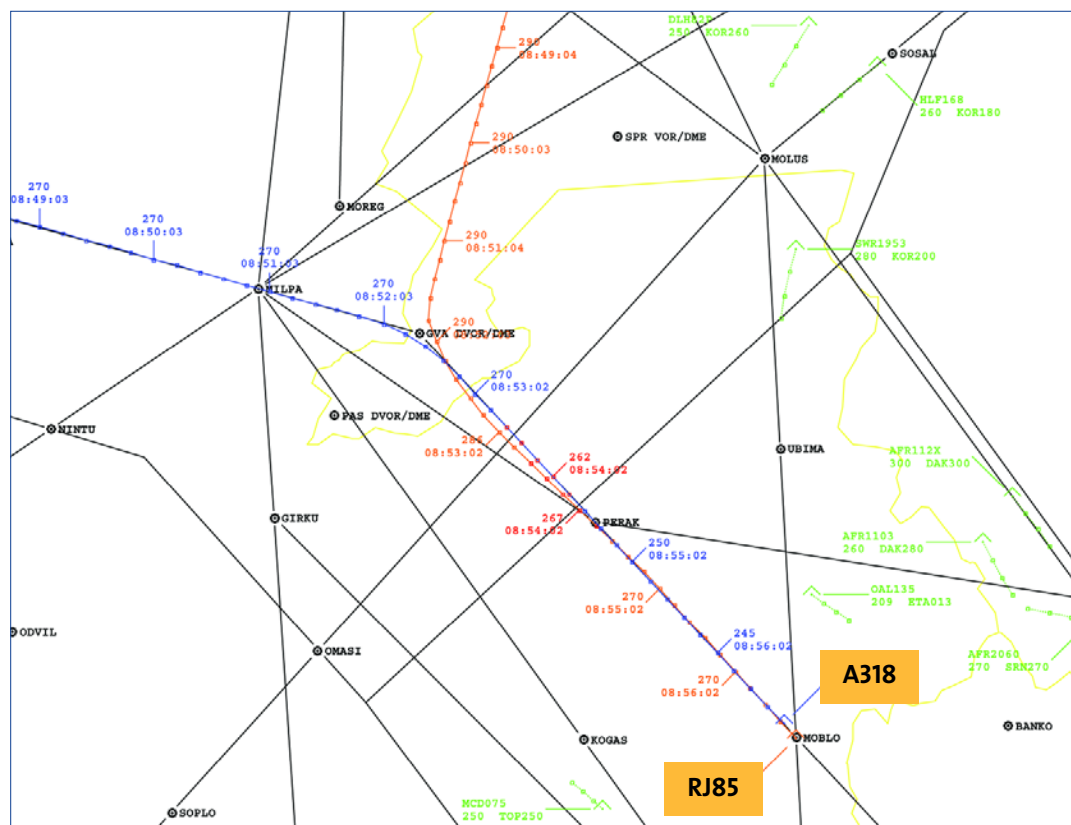 290
08:49:04
DLH82P
250 KOR260
SOSAL
HLF168
260 KOR180
SPR VOR/DME
290
08:50:03
MOLUS
270
08:49:03
MOREG
270
08:50:03
290
08:51:04
SWR1953
280 KOR200
270
08:51:03
MILPA
270
08:52:03
290
GVA DVOR/DME
270
08:53:02
PAS DVOR/DME
NINTU
08:53:02
UBIMA
AFR112X
300 DAK300
262
08:54:02
267
08:54:02
GIRKU
PERAK
AFR1103
260 DAK280
250
08:55:02
270
08:55:02
OAL135
209 ETA013
ODVIL
OMASI
245
08:56:02
AFR2060
270 SRN270
270
08:56:02
A318
BANKO
KOGAS
MOBLO
RJ85
MCD075
250 TOP250
SOPLO